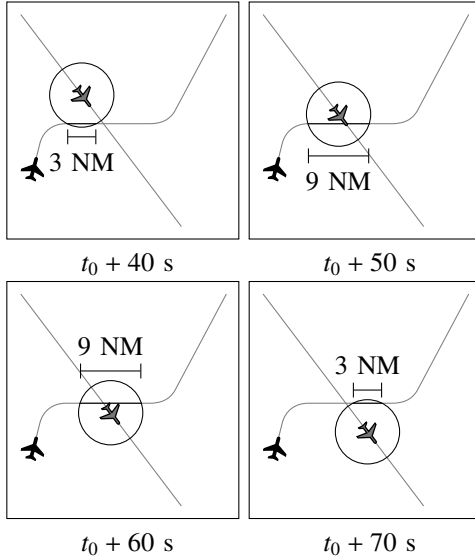 3 NM
9 NM
t₀ + 40 s
t₀ + 50 s
9 NM
3 NM
t₀ + 60 s
t₀ + 70 s